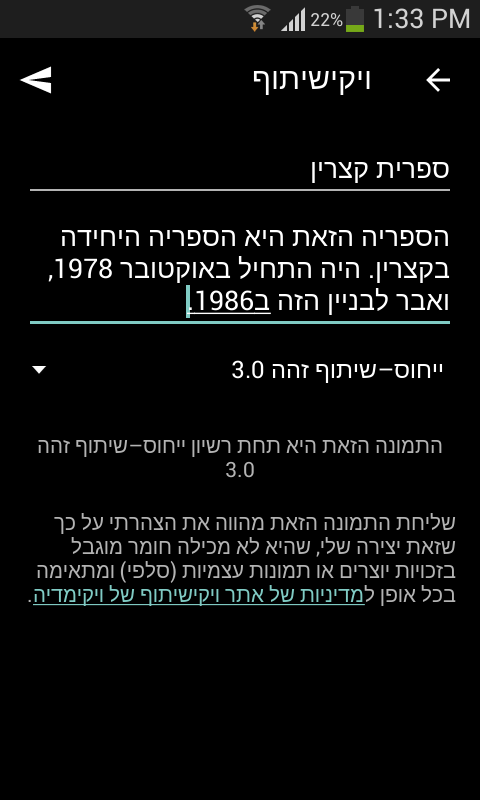 22% 1:33 PM
ויקישיתוף
ספרית קצרין
הספריה הזאת היא הספריה היחידה
בקצרין. היה התחיל באוקטובר 1978,
ואבר לבניין הזה ב1986.
ייחוס–שיתוף זהה 3.0
התמונה הזאת היא תחת רשיון ייחוס–שיתוף זהה
3.0
שליחת התמונה הזאת מהווה את הצהרתי על כך
שזאת יצירה שלי, שהיא לא מכילה חומר מוגבל
בזכויות יוצרים או תמונות עצמיות (סלפי) ומתאימה
בכל אופן למדיניות של אתר ויקישיתוף של ויקימדיה.